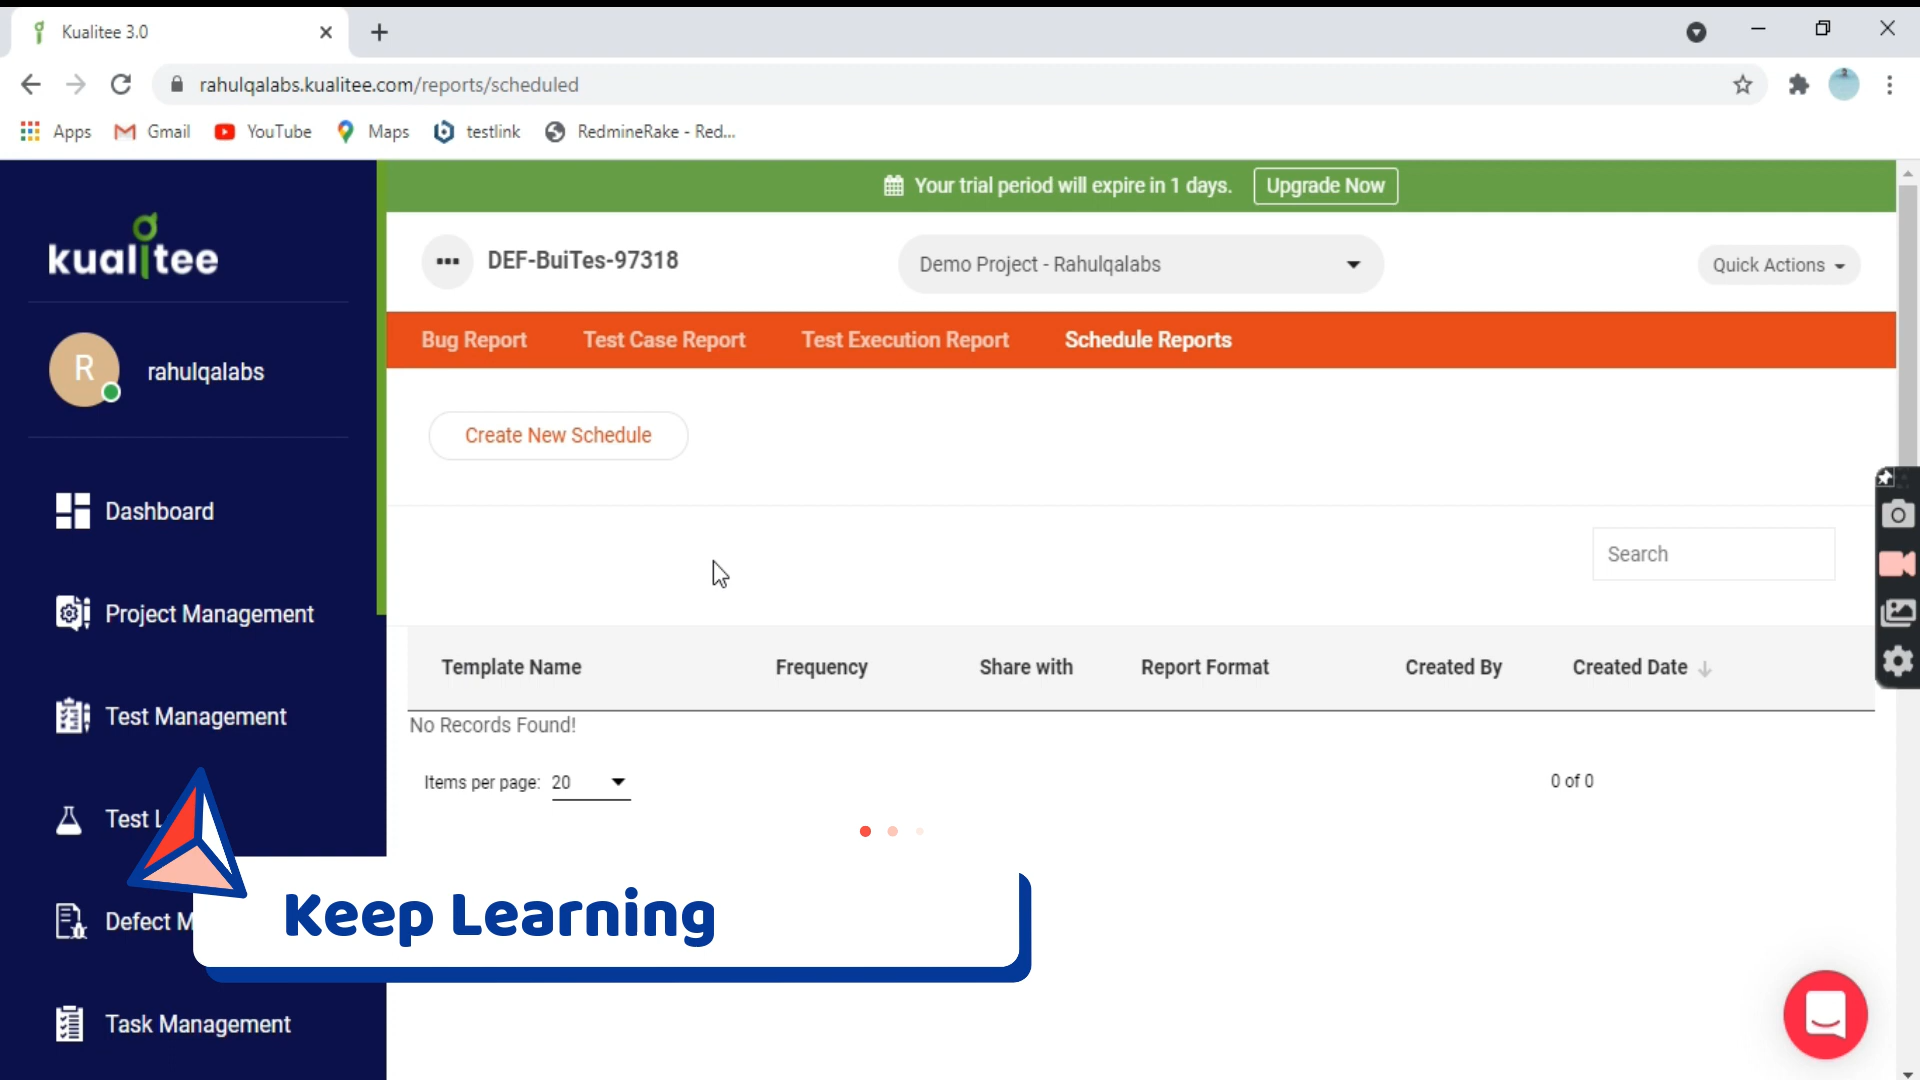 Kualitee 3.0
rahulqalabs.kualitee.com/reports/scheduled
Apps Gmail YouTube Maps testlink RedmineRake - Red...
Your trial period will expire in 1 days. Upgrade Now
kualitee
DEF-BuiTes-97318
Demo Project - Rahulqalabs
Quick Actions
Bug Report Test Case Report Test Execution Report Schedule Reports
R
rahulqalabs
Create New Schedule
Dashboard
Search
Project Management
Template Name Frequency Share with Report Format Created By Created Date
Test Management
No Records Found!
Items per page: 20
0 of 0
Test L
Keep Learning
Defect M
Task Management